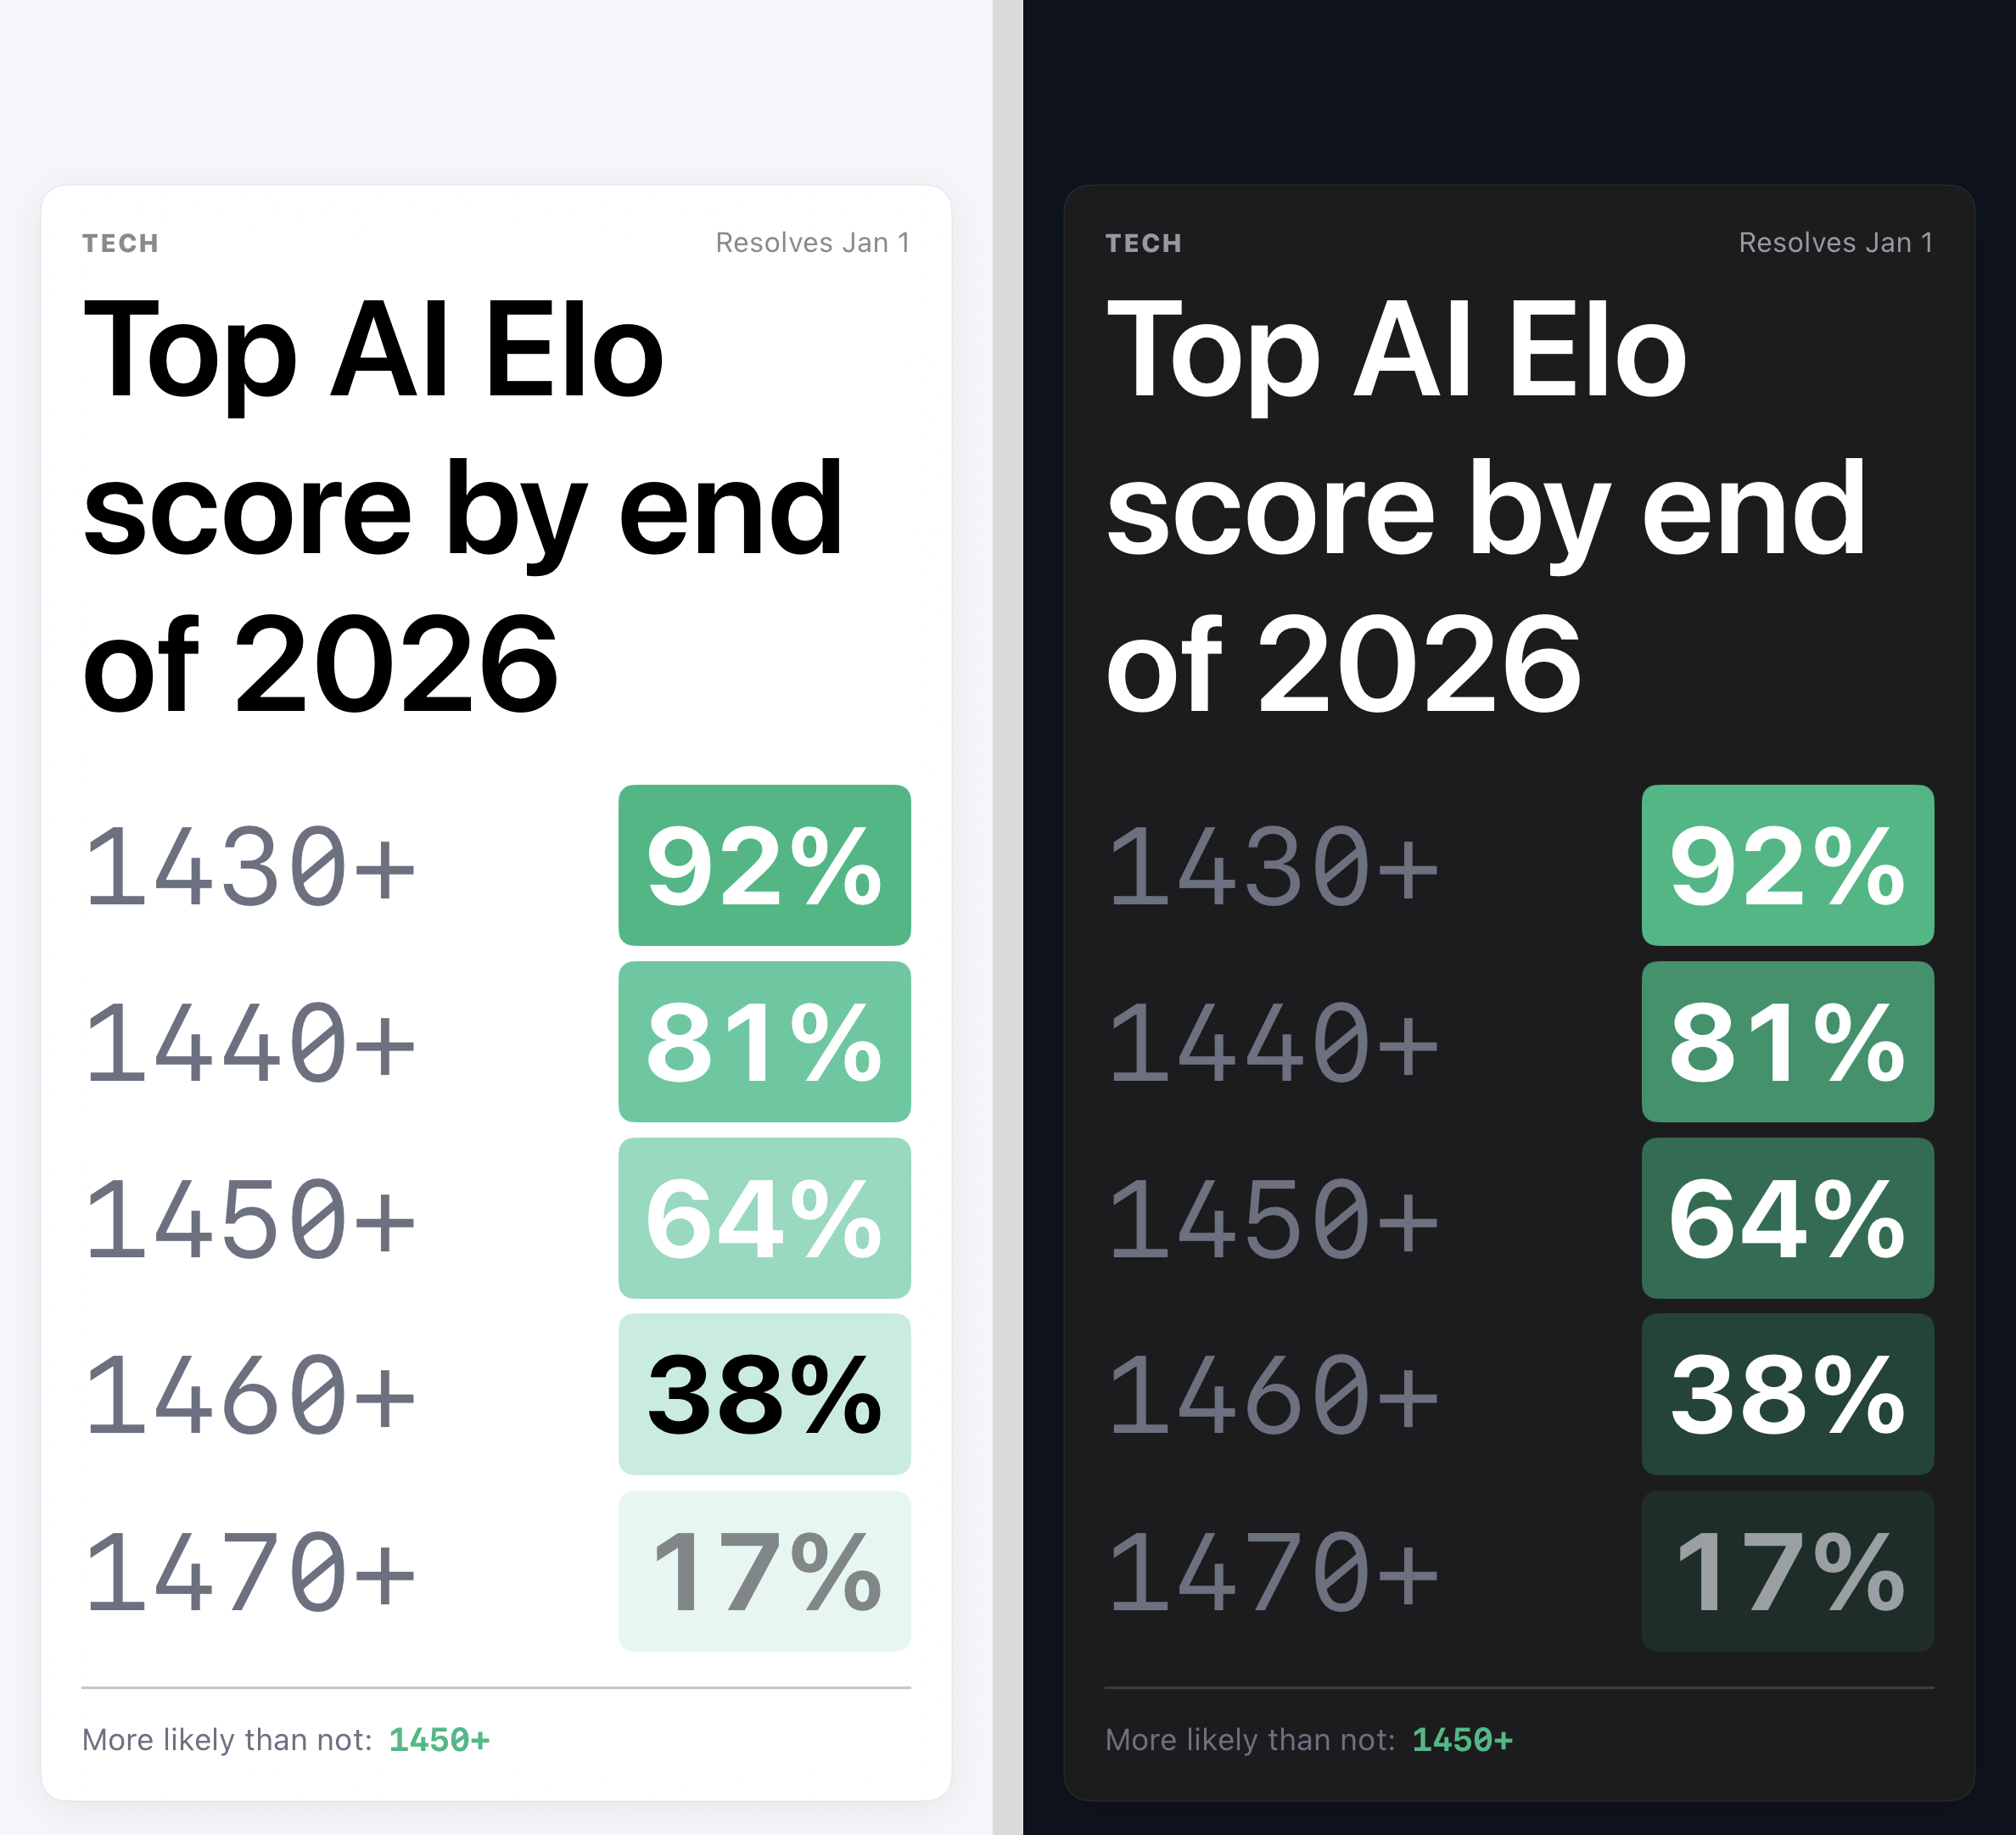 TECH Resolves Jan 1
Top AI Elo
score by end
of 2026
1430+ 92%
1440+ 81%
1450+ 64%
1460+ 38%
1470+ 17%
More likely than not: 1450+
TECH Resolves Jan 1
Top AI Elo
score by end
of 2026
1430+ 92%
1440+ 81%
1450+ 64%
1460+ 38%
1470+ 17%
More likely than not: 1450+